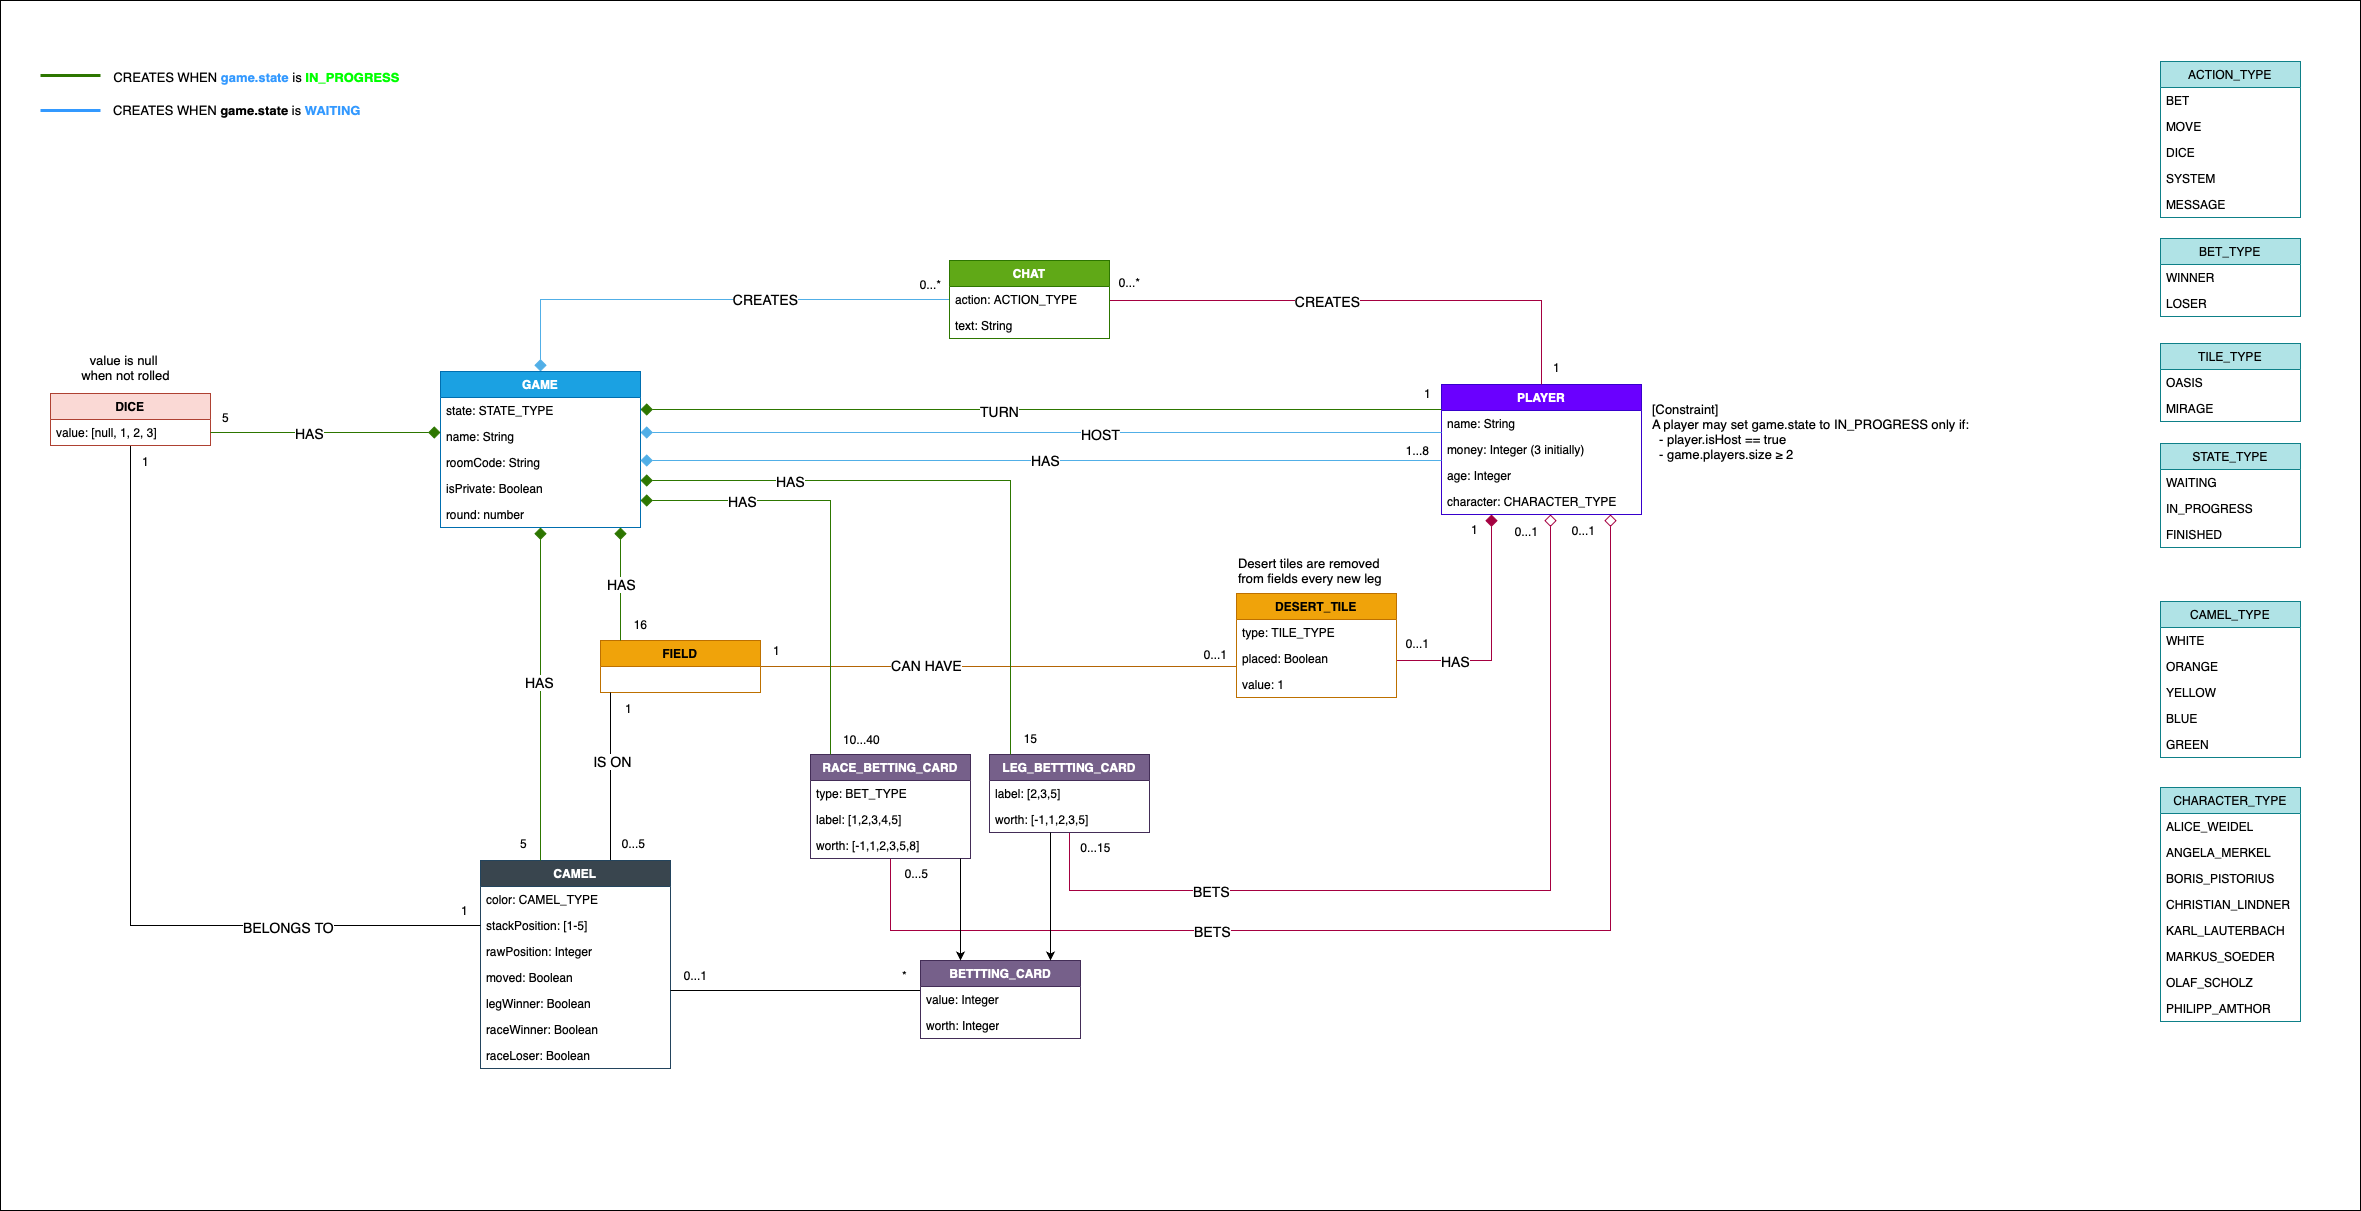 CREATES WHEN game.state is IN_PROGRESS
CREATES WHEN game.state is WAITING
CHAT
action: ACTION_TYPE
text: String
0...*
0...*
CREATES
CREATES
1
value is null
when not rolled
DICE
value: [null, 1, 2, 3]
5
HAS
1
GAME
state: STATE_TYPE
name: String
roomCode: String
isPrivate: Boolean
round: number
TURN
1
HOST
HAS
1...8
HAS
HAS
PLAYER
name: String
money: Integer (3 initially)
age: Integer
character: CHARACTER_TYPE
[Constraint]
A player may set game.state to IN_PROGRESS only if:
- player.isHost == true
- game.players.size ≥ 2
1
0...1
0...1
HAS
16
FIELD
1
CAN HAVE
0...1
Desert tiles are removed
from fields every new leg
DESERT_TILE
type: TILE_TYPE
placed: Boolean
value: 1
0...1
HAS
HAS
1
IS ON
5
0...5
10...40
15
RACE_BETTING_CARD
type: BET_TYPE
label: [1,2,3,4,5]
worth: [-1,1,2,3,5,8]
0...5
LEG_BETTTING_CARD
label: [2,3,5]
worth: [-1,1,2,3,5]
0...15
BETS
BETS
BELONGS TO
1
CAMEL
color: CAMEL_TYPE
stackPosition: [1-5]
rawPosition: Integer
moved: Boolean
legWinner: Boolean
raceWinner: Boolean
raceLoser: Boolean
0...1
*
BETTTING_CARD
value: Integer
worth: Integer
ACTION_TYPE
BET
MOVE
DICE
SYSTEM
MESSAGE
BET_TYPE
WINNER
LOSER
TILE_TYPE
OASIS
MIRAGE
STATE_TYPE
WAITING
IN_PROGRESS
FINISHED
CAMEL_TYPE
WHITE
ORANGE
YELLOW
BLUE
GREEN
CHARACTER_TYPE
ALICE_WEIDEL
ANGELA_MERKEL
BORIS_PISTORIUS
CHRISTIAN_LINDNER
KARL_LAUTERBACH
MARKUS_SOEDER
OLAF_SCHOLZ
PHILIPP_AMTHOR